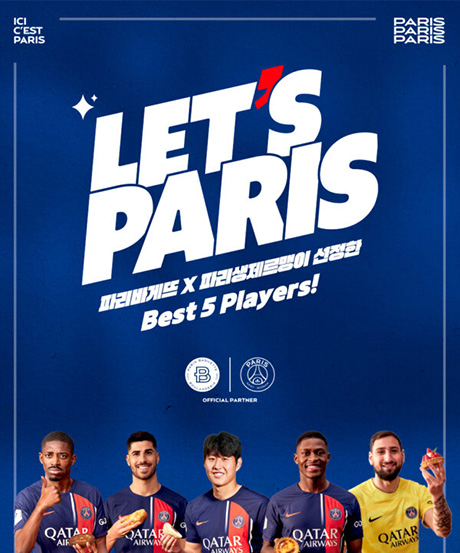 ICI
C'EST
PARIS
PARIS
PARIS
PARIS
LET'S
PARIS
파리바게뜨 X 파리생제르맹이 선정한
Best 5 Players!
PARIS
OFFICIAL PARTNER
QATAR
AIRWAYS
QATAR
AIRWAYS
QATAR
AIRWAYS
QATAR
AIRWAYS
QATAR
AIRWAYS